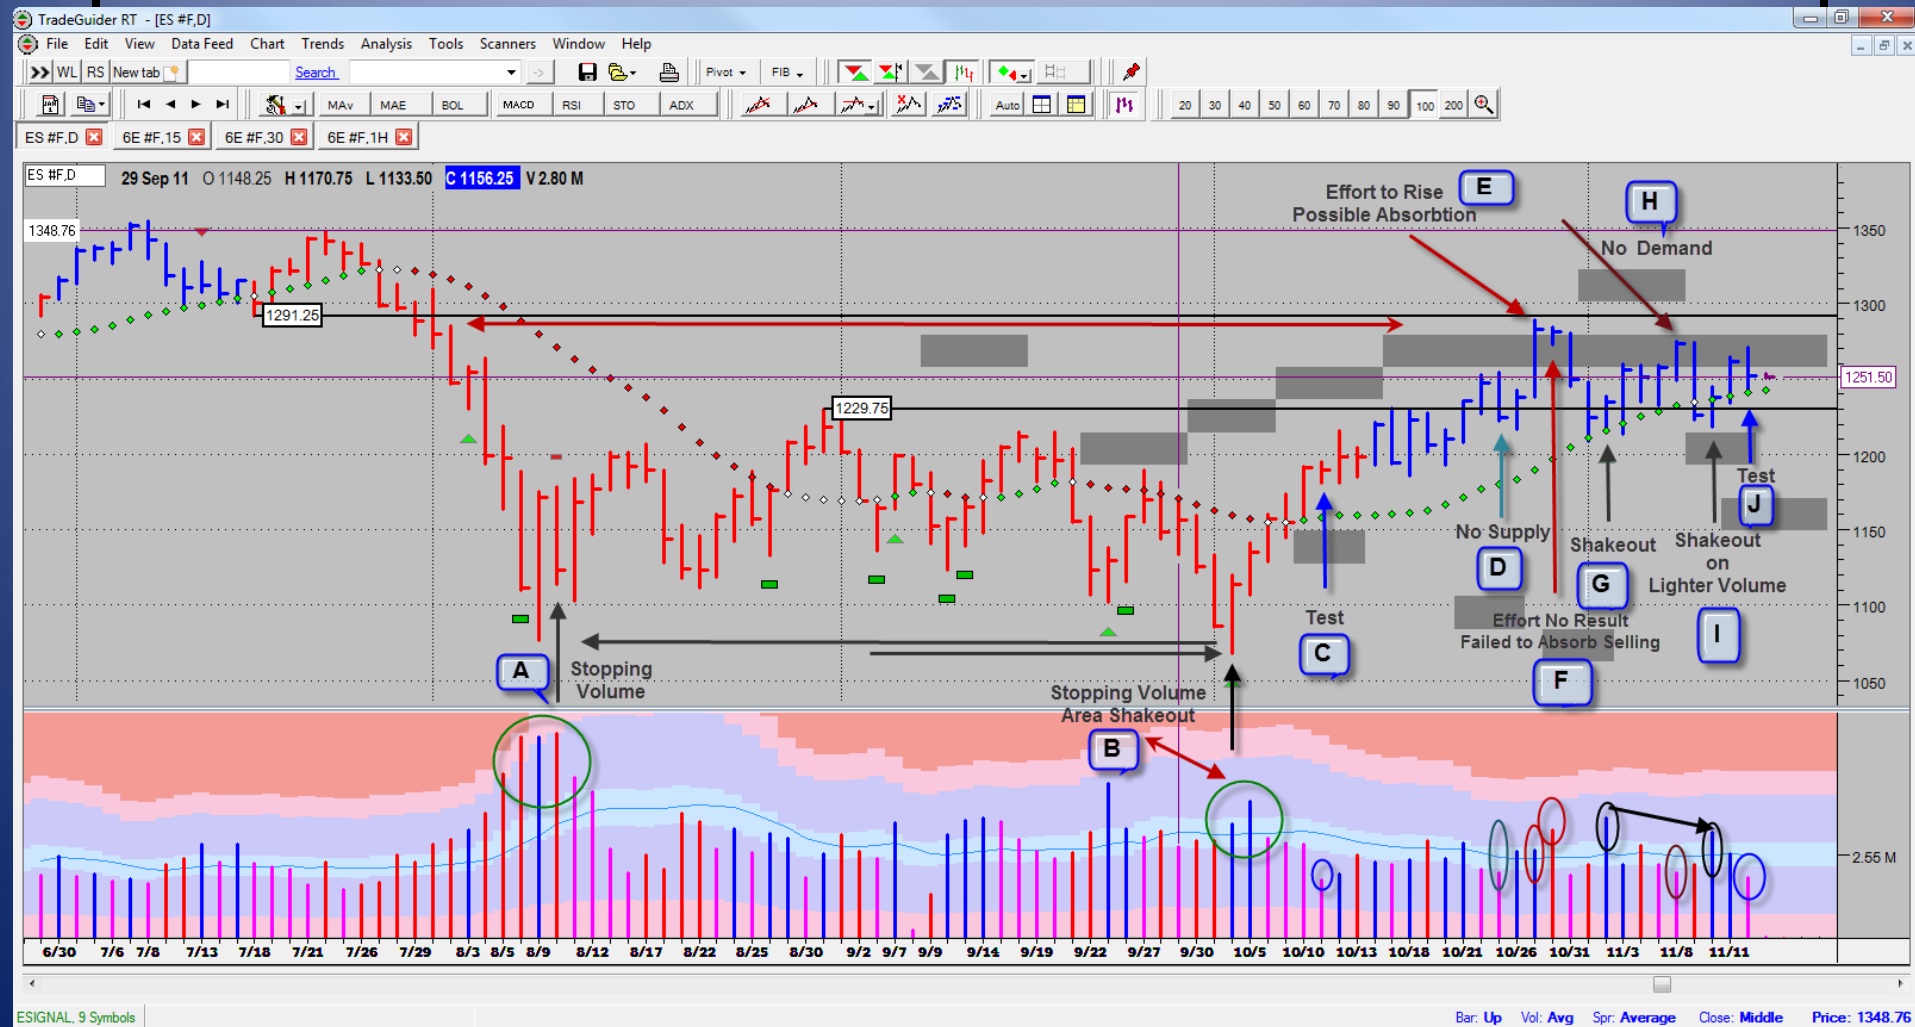 TradeGuider RT - [ES #F,D]
File Edit View Data Feed Chart Trends Analysis Tools Scanners Window Help
WL RS New tab Search -> Pivot FIB
MAv MAE BOL MACD RSI STO ADX Auto 20 30 40 50 60 70 80 90 100 200
ES #F,D 6E #F,15 6E #F,30 6E #F,1H
ES #F,D 29 Sep 11 O 1148.25 H 1170.75 L 1133.50 C 1156.25 V 2.80 M
Effort to Rise E
Possible Absorbtion
H
No Demand
1348.76
1350
1291.25
1300
1251.50
1229.75
1200
1150
1100
1050
Test
J
No Supply
D
Shakeout
G
Shakeout
on
Lighter Volume
I
Effort No Result
Failed to Absorb Selling
F
Test
C
A
Stopping
Volume
Stopping Volume
Area Shakeout
B
2.55 M
6/30 7/6 7/8 7/13 7/18 7/21 7/26 7/29 8/3 8/5 8/9 8/12 8/17 8/22 8/25 8/30 9/2 9/7 9/9 9/14 9/19 9/22 9/27 9/30 10/5 10/10 10/13 10/18 10/21 10/26 10/31 11/3 11/8 11/11
ESIGNAL, 9 Symbols
Bar: Up Vol: Avg Spr: Average Close: Middle Price: 1348.76